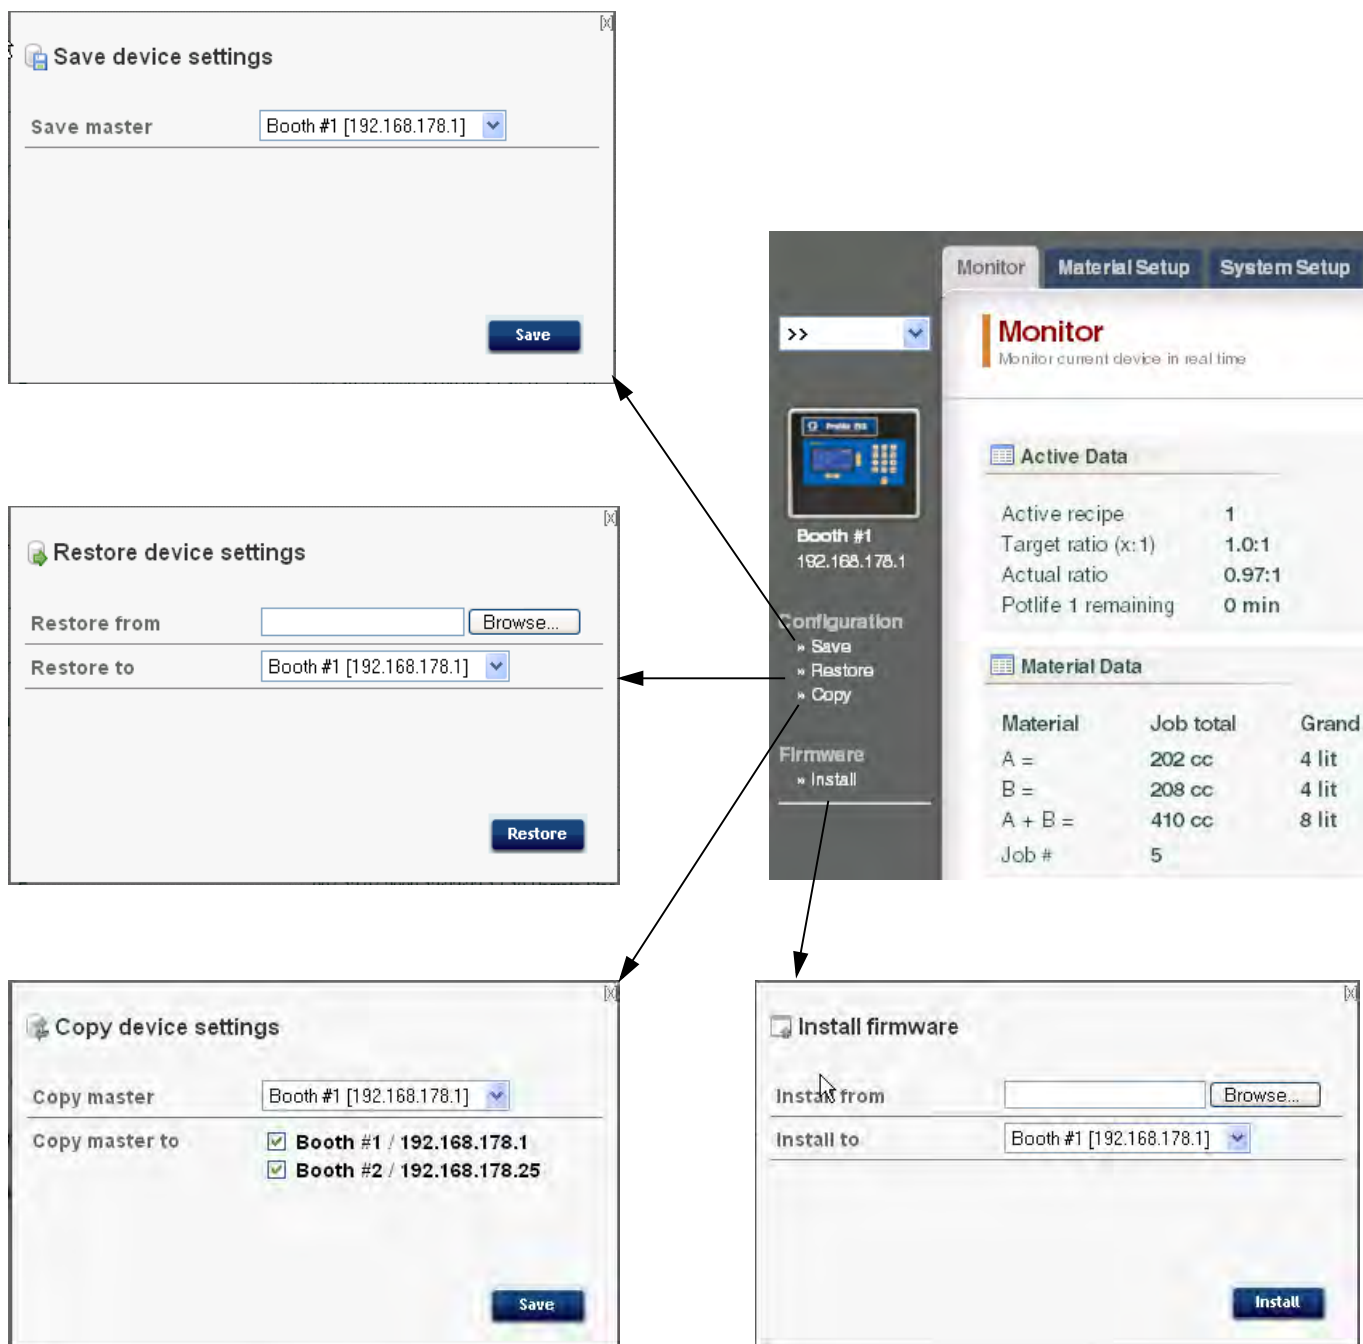 [x]
Save device settings
Save master Booth #1 [192.168.178.1]
Save
Monitor Material Setup System Setup
>>
Monitor
Monitor current device in real time
Active Data
Active recipe 1
Target ratio (x:1) 1.0:1
Actual ratio 0.97:1
Potlife 1 remaining 0 min
Booth #1
192.168.178.1
Configuration
» Save
» Restore
» Copy
Firmware
» Install
Material Data
Material Job total Grand
A = 202 cc 4 lit
B = 208 cc 4 lit
A + B = 410 cc 8 lit
Job # 5
[x]
Restore device settings
Restore from Browse...
Restore to Booth #1 [192.168.178.1]
Restore
[x]
Copy device settings
Copy master Booth #1 [192.168.178.1]
Copy master to Booth #1 / 192.168.178.1
Booth #2 / 192.168.178.25
Save
[x]
Install firmware
Install from Browse...
Install to Booth #1 [192.168.178.1]
Install